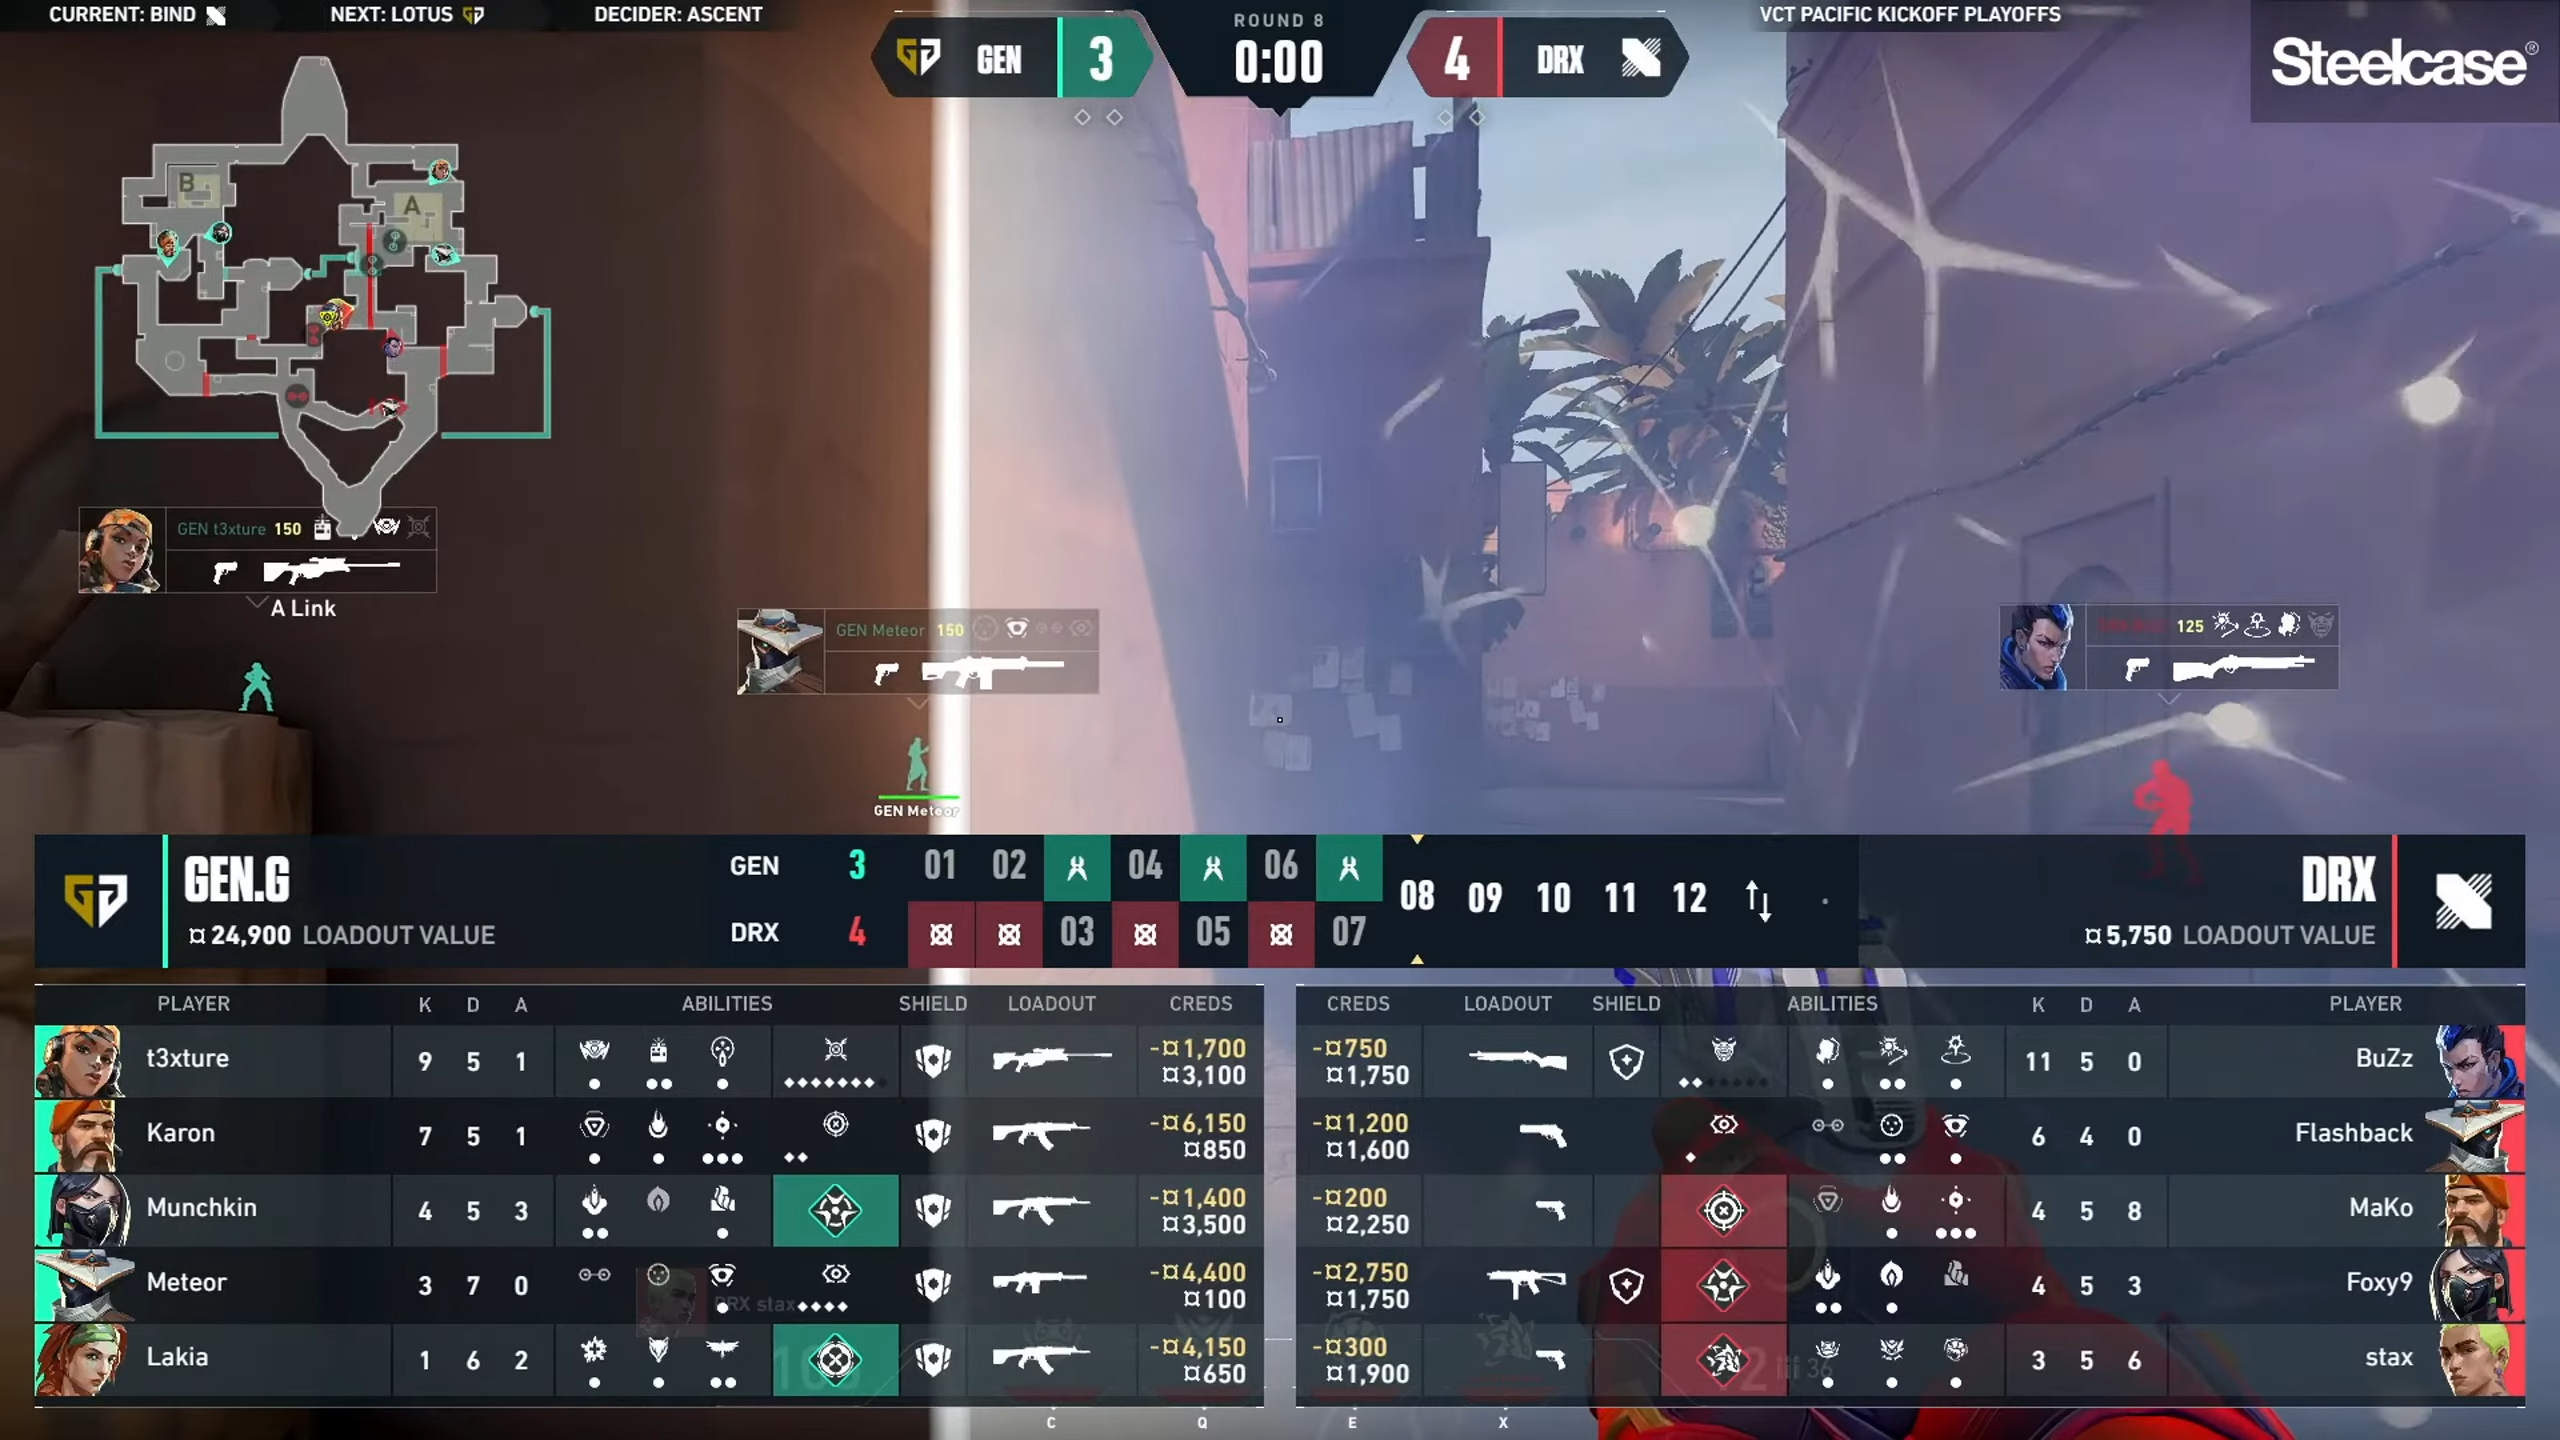 CURRENT: BIND
NEXT: LOTUS
DECIDER: ASCENT
GEN
3
ROUND 8
0:00
4
DRX
VCT PACIFIC KICKOFF PLAYOFFS
Steelcase®
B
A
GEN t3xture 150
A Link
GEN Meteor 150
125
GEN Meteor
GEN.G
¤ 24,900 LOADOUT VALUE
GEN 3 01 02 04 06
DRX 4 03 05 07
08 09 10 11 12
DRX
¤ 5,750 LOADOUT VALUE
PLAYER K D A ABILITIES SHIELD LOADOUT CREDS
t3xture 9 5 1 -¤1,700
¤3,100
Karon 7 5 1 -¤6,150
¤850
Munchkin 4 5 3 -¤1,400
¤3,500
Meteor 3 7 0 -¤4,400
DRX stax
¤100
Lakia 1 6 2 -¤4,150
¤650
CREDS LOADOUT SHIELD ABILITIES K D A PLAYER
-¤750 11 5 0 BuZz
¤1,750
-¤1,200 6 4 0 Flashback
¤1,600
-¤200 4 5 8 MaKo
¤2,250
-¤2,750 4 5 3 Foxy9
¤1,750
-¤300 3 5 6 stax
¤1,900
C Q E X